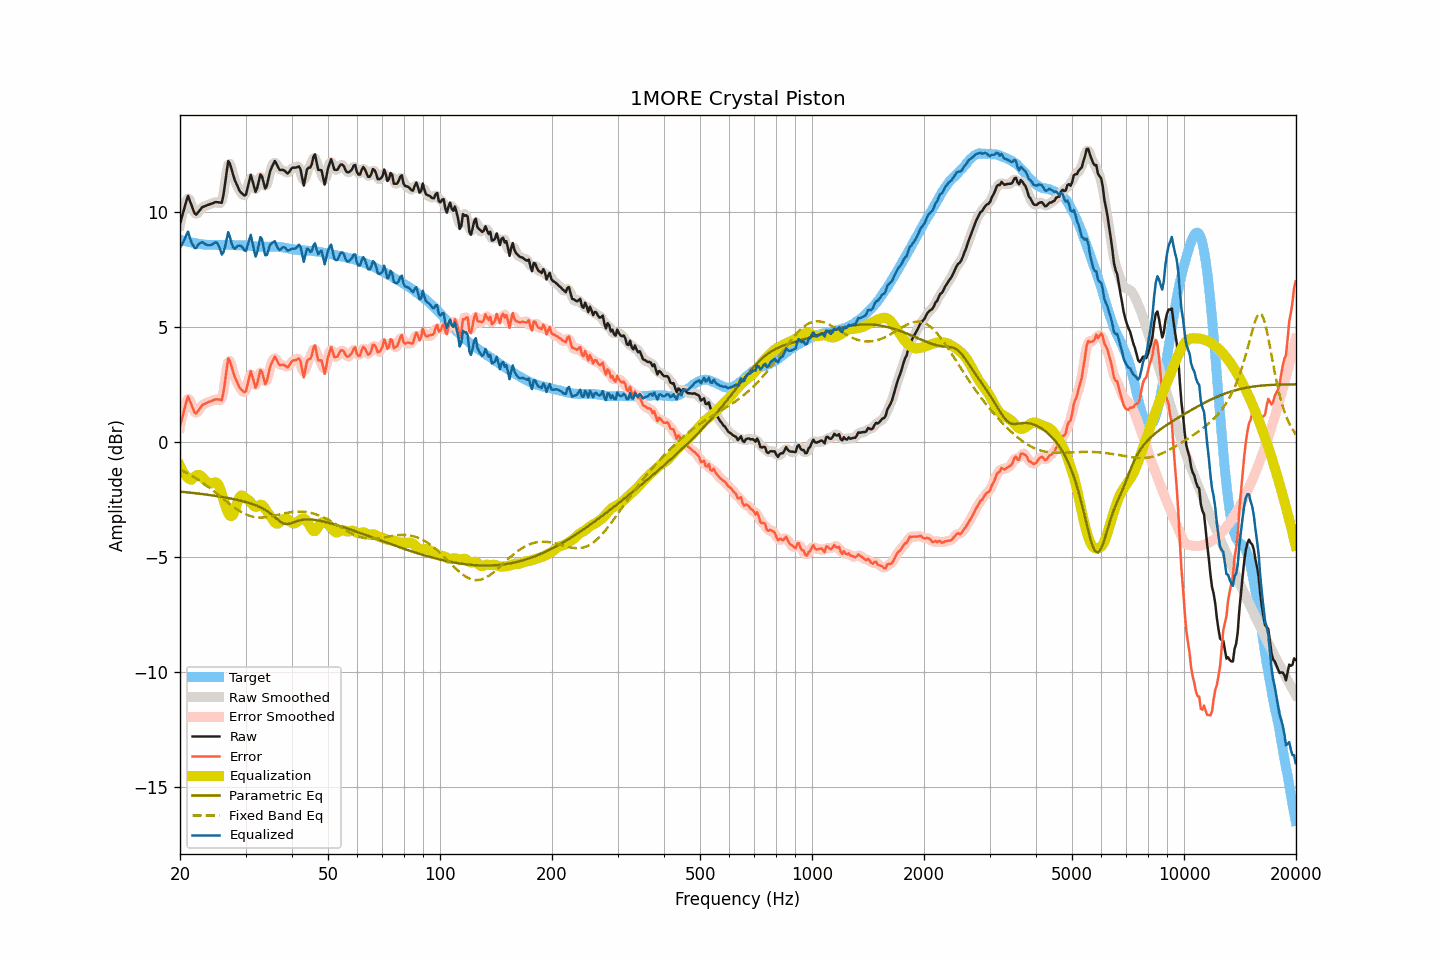 1MORE Crystal Piston
Amplitude (dBr)
10
5
0
−5
−10
−15
Target
Raw Smoothed
Error Smoothed
Raw
Error
Equalization
Parametric Eq
Fixed Band Eq
Equalized
20 50 100 200 500 1000 2000 5000 10000 20000
Frequency (Hz)